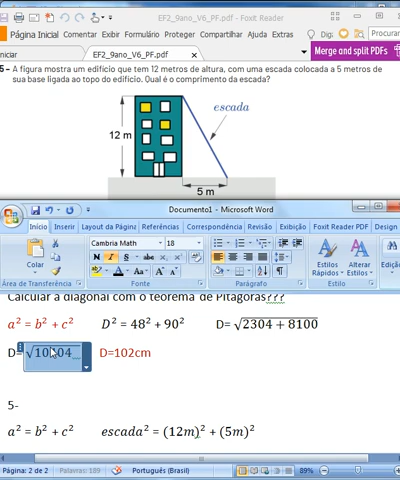 EF2_9ano_V6_PF.pdf - Foxit Reader
Página Inicial Comentar Exibir Formulário Proteger Compartilhar Ajuda Extras
niciar EF2_9ano_V6_PF.pdf Merge and split PDFs
5 – A figura mostra um edifício que tem 12 metros de altura, com uma escada colocada a 5 metros de
sua base ligada ao topo do edifício. Qual é o comprimento da escada?
escada
12 m
5 m
Documento1 - Microsoft Word
Início Inserir Layout da Página Referências Correspondência Revisão Exibição Foxit Reader PDF Design
Colar
Cambria Math 18
N I S abc x₂ x²
Estilos Rápidos
Alterar Estilos
Edição
Área de Transferência Fonte Parágrafo Estilo
Calcular a diagonal com o teorema de Pitágoras???
a² = b² + c² D² = 48² + 90² D= √2304 + 8100
D= D=102cm
5-
a² = b² + c² escada² = (12m)² + (5m)²
Página: 2 de 2 Palavras: 189 Português (Brasil) 89%